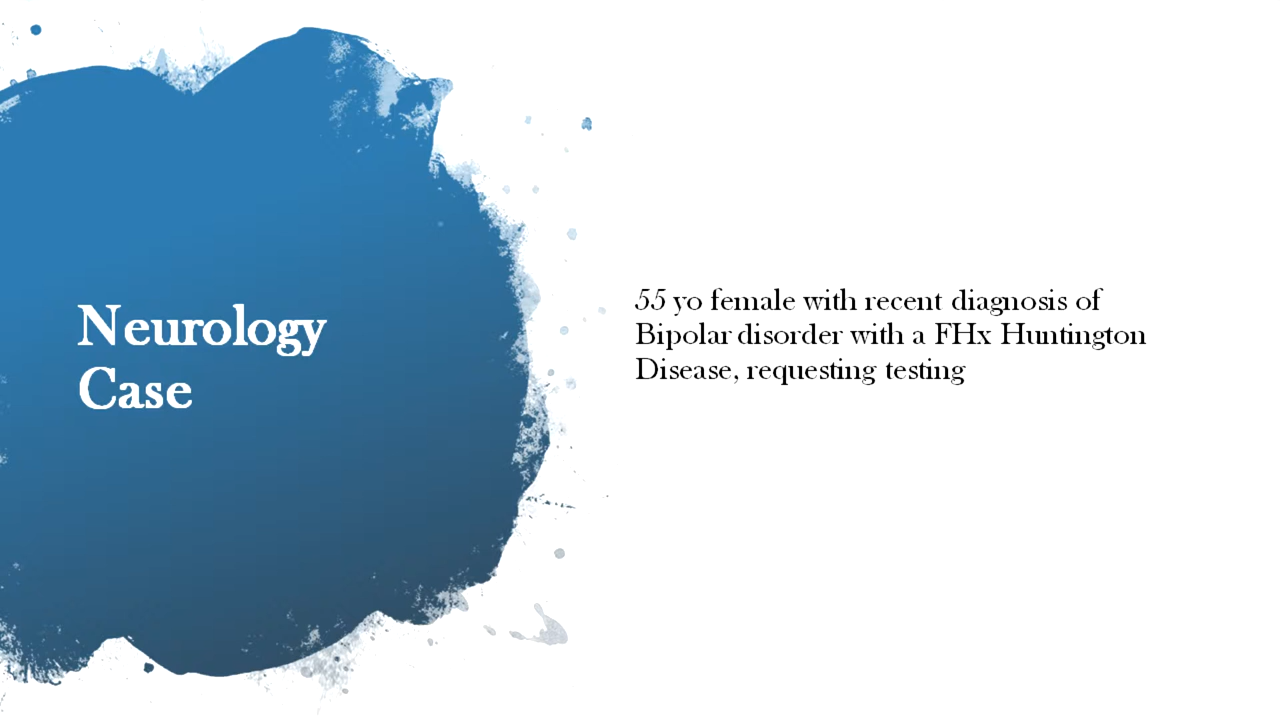 Neurology
Case
55 yo female with recent diagnosis of
Bipolar disorder with a FHx Huntington
Disease, requesting testing